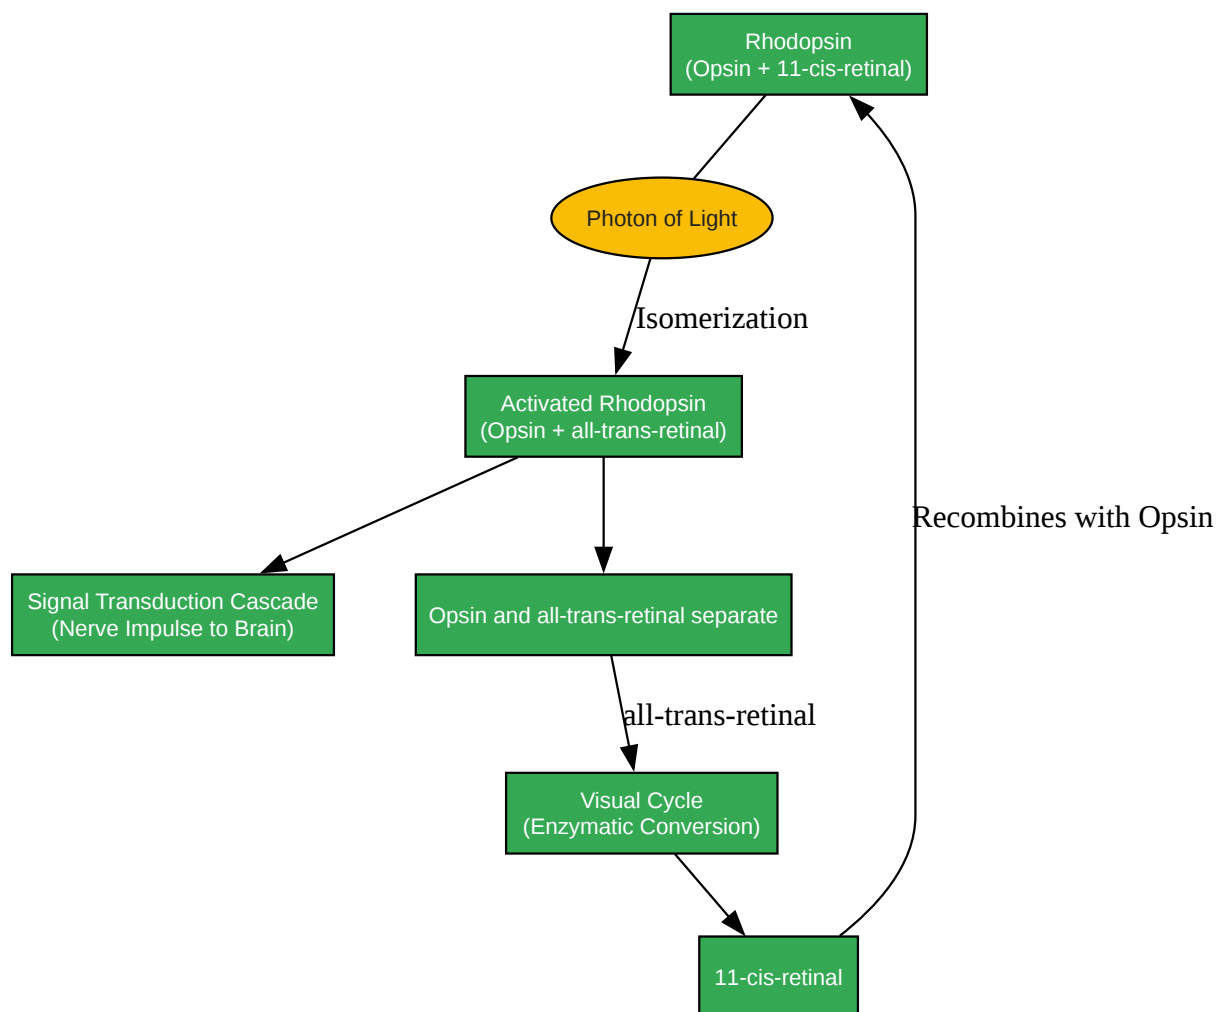 Rhodopsin
(Opsin + 11-cis-retinal)
Photon of Light
Isomerization
Activated Rhodopsin
(Opsin + all-trans-retinal)
Recombines with Opsin
Signal Transduction Cascade
(Nerve Impulse to Brain)
Opsin and all-trans-retinal separate
all-trans-retinal
Visual Cycle
(Enzymatic Conversion)
11-cis-retinal